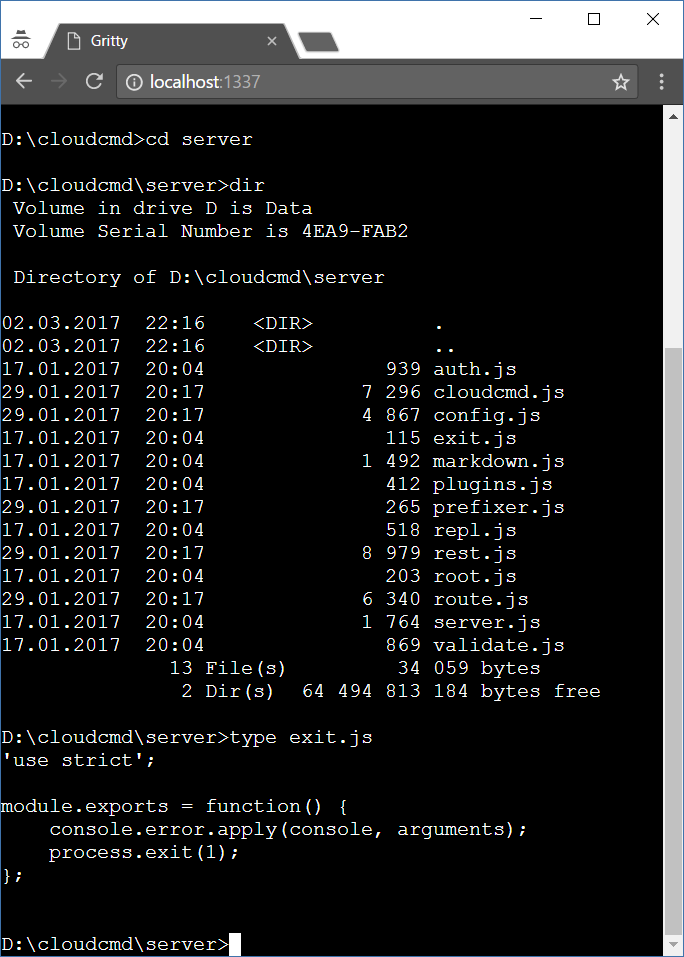 Gritty
localhost:1337
D:\cloudcmd>cd server
D:\cloudcmd\server>dir
 Volume in drive D is Data
 Volume Serial Number is 4EA9-FAB2
 Directory of D:\cloudcmd\server
02.03.2017  22:16    <DIR>          .
02.03.2017  22:16    <DIR>          ..
17.01.2017  20:04               939 auth.js
29.01.2017  20:17             7 296 cloudcmd.js
29.01.2017  20:17             4 867 config.js
17.01.2017  20:04               115 exit.js
17.01.2017  20:04             1 492 markdown.js
17.01.2017  20:04               412 plugins.js
29.01.2017  20:17               265 prefixer.js
17.01.2017  20:04               518 repl.js
29.01.2017  20:17             8 979 rest.js
17.01.2017  20:04               203 root.js
29.01.2017  20:17             6 340 route.js
17.01.2017  20:04             1 764 server.js
17.01.2017  20:04               869 validate.js
              13 File(s)         34 059 bytes
               2 Dir(s)  64 494 813 184 bytes free
D:\cloudcmd\server>type exit.js
'use strict';
module.exports = function() {
    console.error.apply(console, arguments);
    process.exit(1);
};
D:\cloudcmd\server>